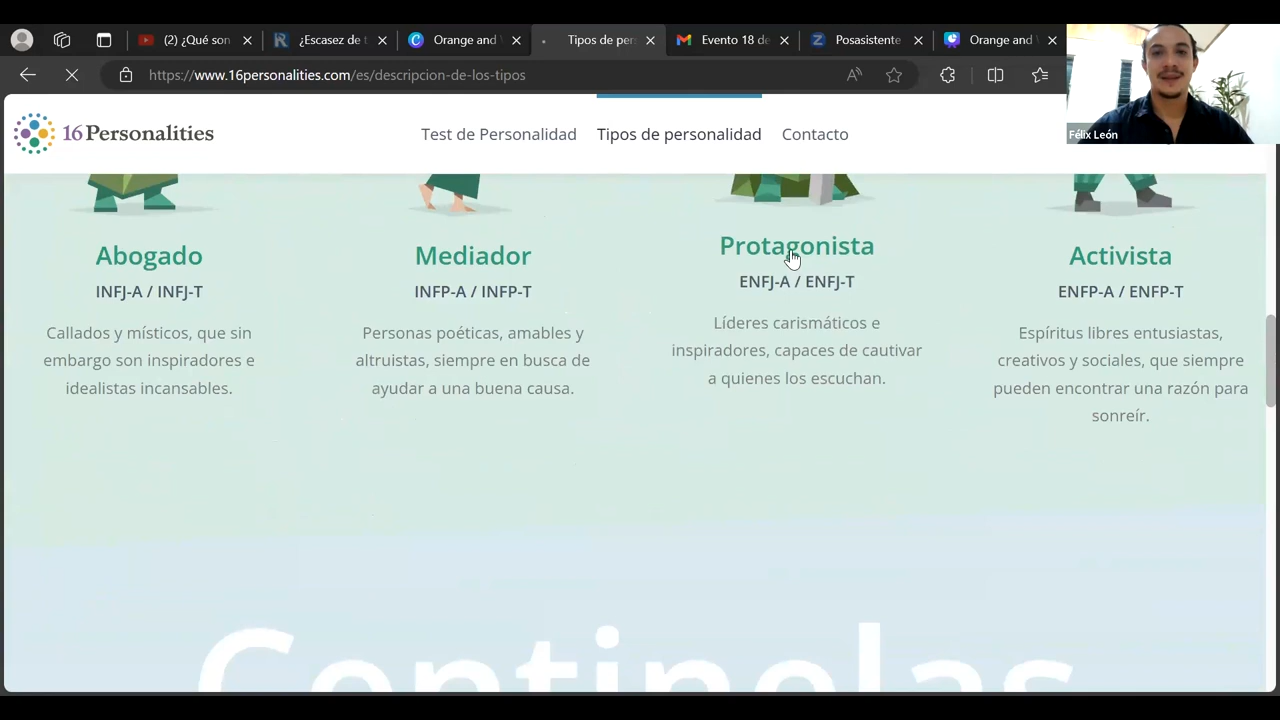 (2) ¿Qué son
¿Escasez de t
Orange and
Tipos de per
Evento 18 de
Posasistente
Orange and
https://www.16personalities.com/es/descripcion-de-los-tipos
16Personalities
Test de Personalidad
Tipos de personalidad
Contacto
Félix León
Abogado
INFJ-A / INFJ-T
Callados y místicos, que sin
embargo son inspiradores e
idealistas incansables.
Mediador
INFP-A / INFP-T
Personas poéticas, amables y
altruistas, siempre en busca de
ayudar a una buena causa.
Protagonista
ENFJ-A / ENFJ-T
Líderes carismáticos e
inspiradores, capaces de cautivar
a quienes los escuchan.
Activista
ENFP-A / ENFP-T
Espíritus libres entusiastas,
creativos y sociales, que siempre
pueden encontrar una razón para
sonreír.
Centinelas